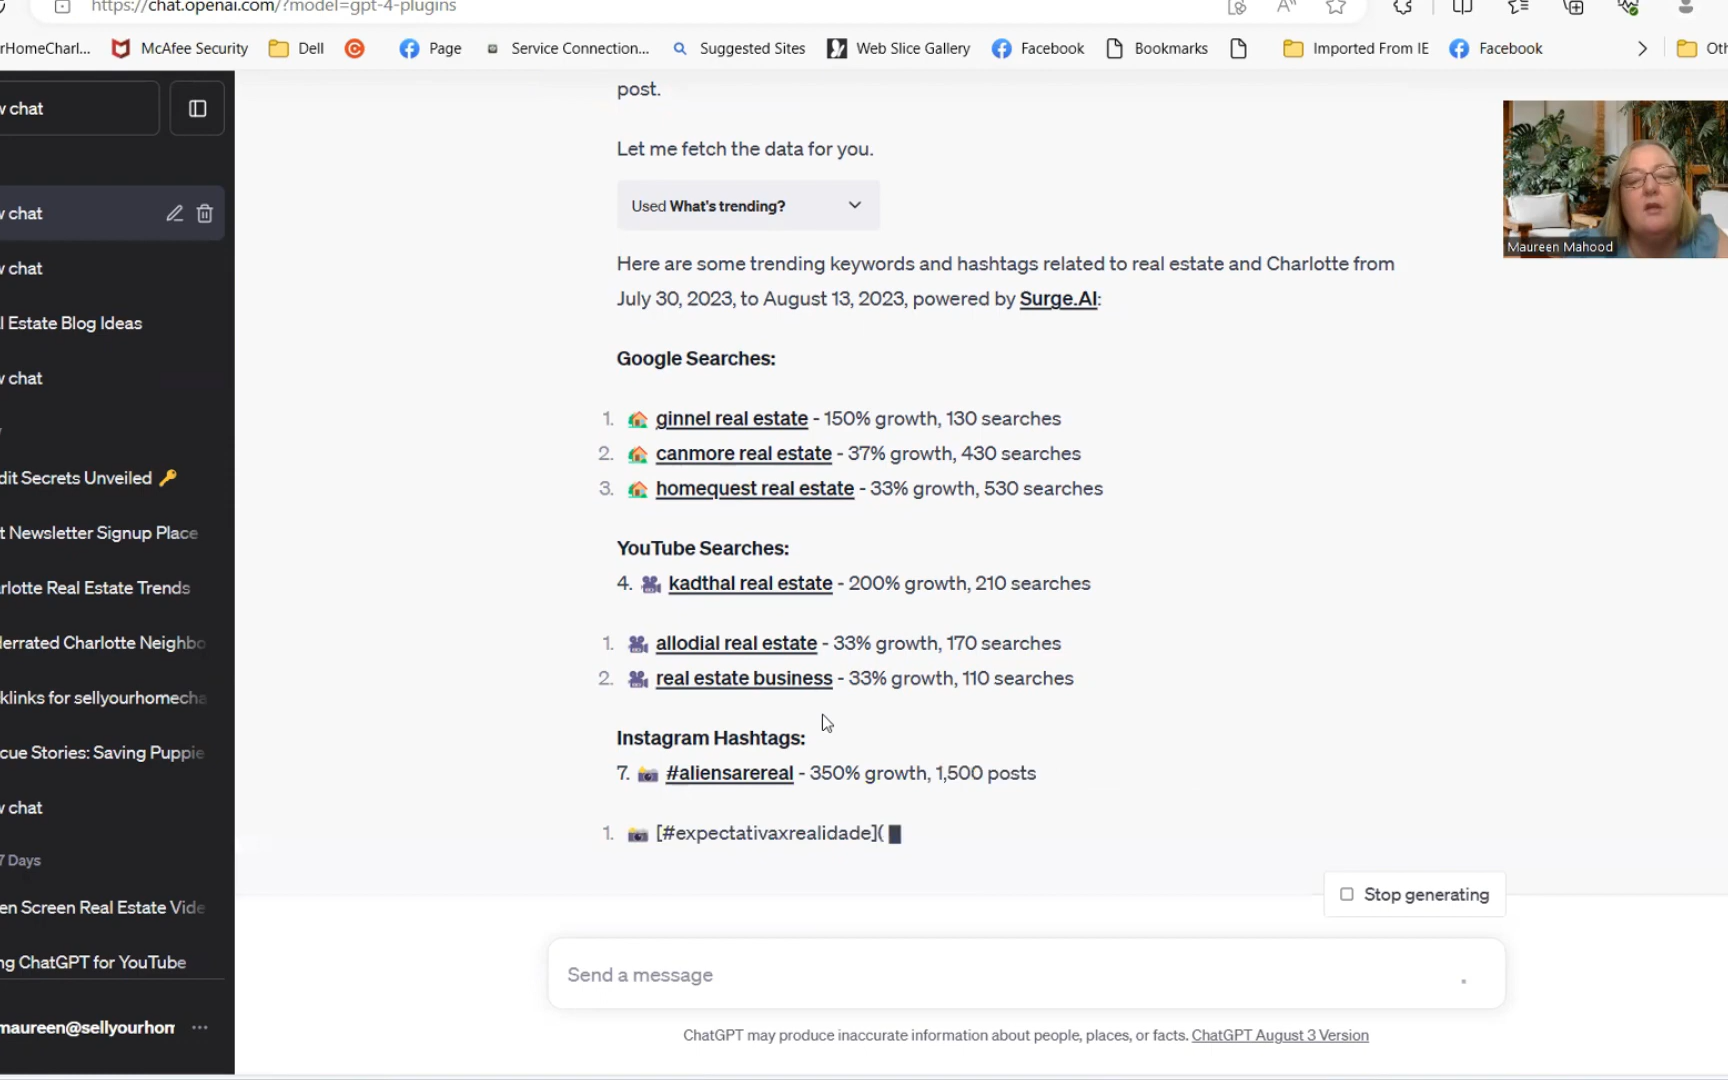 https://chat.openai.com/?model=gpt-4-plugins
rHomeCharl... McAfee Security Dell Page Service Connection... Suggested Sites Web Slice Gallery Facebook Bookmarks Imported From IE Facebook Oth
w chat
w chat
w chat
l Estate Blog Ideas
w chat
dit Secrets Unveiled 🔑
t Newsletter Signup Place
rlotte Real Estate Trends
lerrated Charlotte Neighbo
klinks for sellyourhomecha
cue Stories: Saving Puppie
w chat
7 Days
en Screen Real Estate Vide
ng ChatGPT for YouTube
maureen@sellyourhom ...
post.
Let me fetch the data for you.
Used What's trending?
Here are some trending keywords and hashtags related to real estate and Charlotte from
July 30, 2023, to August 13, 2023, powered by Surge.AI:
Google Searches:
1. 🏡 ginnel real estate - 150% growth, 130 searches
2. 🏡 canmore real estate - 37% growth, 430 searches
3. 🏡 homequest real estate - 33% growth, 530 searches
YouTube Searches:
4. 🎥 kadthal real estate - 200% growth, 210 searches
1. 🎥 allodial real estate - 33% growth, 170 searches
2. 🎥 real estate business - 33% growth, 110 searches
Instagram Hashtags:
7. 📸 #aliensarereal - 350% growth, 1,500 posts
1. 📸 [#expectativaxrealidade](
Stop generating
Send a message
ChatGPT may produce inaccurate information about people, places, or facts. ChatGPT August 3 Version
Maureen Mahood